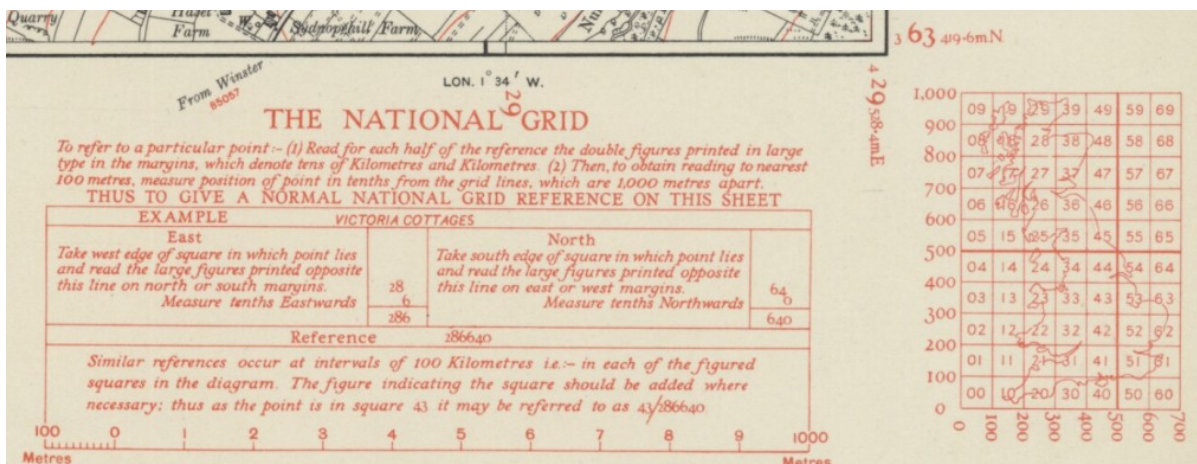 Quarry
Hazel
Farm
W.
Sydnopehill Farm
3 63 419·6m N
From Winster
85057
LON. 1° 34' W.
29
4 29 528·4mE
THE NATIONAL GRID
To refer to a particular point:– (1) Read for each half of the reference the double figures printed in large
type in the margins, which denote tens of Kilometres and Kilometres. (2) Then, to obtain reading to nearest
100 metres, measure position of point in tenths from the grid lines, which are 1,000 metres apart.
THUS TO GIVE A NORMAL NATIONAL GRID REFERENCE ON THIS SHEET
EXAMPLE VICTORIA COTTAGES
East
Take west edge of square in which point lies
and read the large figures printed opposite
this line on north or south margins. 28
Measure tenths Eastwards 6
286
North
Take south edge of square in which point lies
and read the large figures printed opposite
this line on east or west margins. 64
Measure tenths Northwards 0
640
Reference 286640
Similar references occur at intervals of 100 Kilometres i.e:– in each of the figured
squares in the diagram. The figure indicating the square should be added where
necessary; thus as the point is in square 43 it may be referred to as 43/286640
100 0 1 2 3 4 5 6 7 8 9 1000
Metres Metres
1,000
09 19 29 39 49 59 69
900
08 18 28 38 48 58 68
800
07 17 27 37 47 57 67
700
06 16 26 36 46 56 66
600
05 15 25 35 45 55 65
500
04 14 24 34 44 54 64
400
03 13 23 33 43 53 63
300
02 12 22 32 42 52 62
200
01 11 21 31 41 51 61
100
00 10 20 30 40 50 60
0
0 100 200 300 400 500 600 700